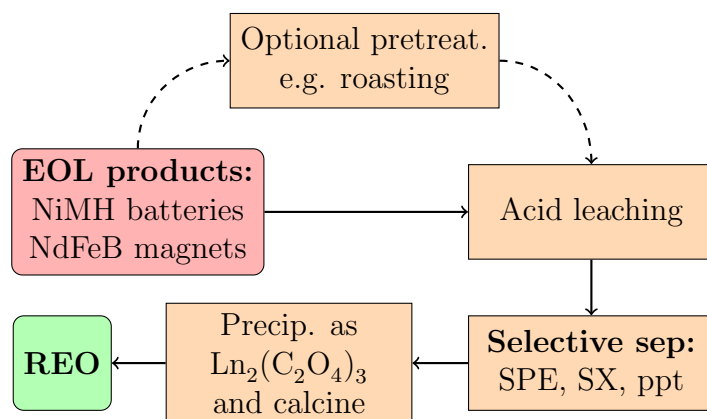 Optional pretreat.
e.g. roasting
EOL products:
NiMH batteries
NdFeB magnets
Acid leaching
Selective sep:
SPE, SX, ppt
Precip. as
Ln₂(C₂O₄)₃
and calcine
REO